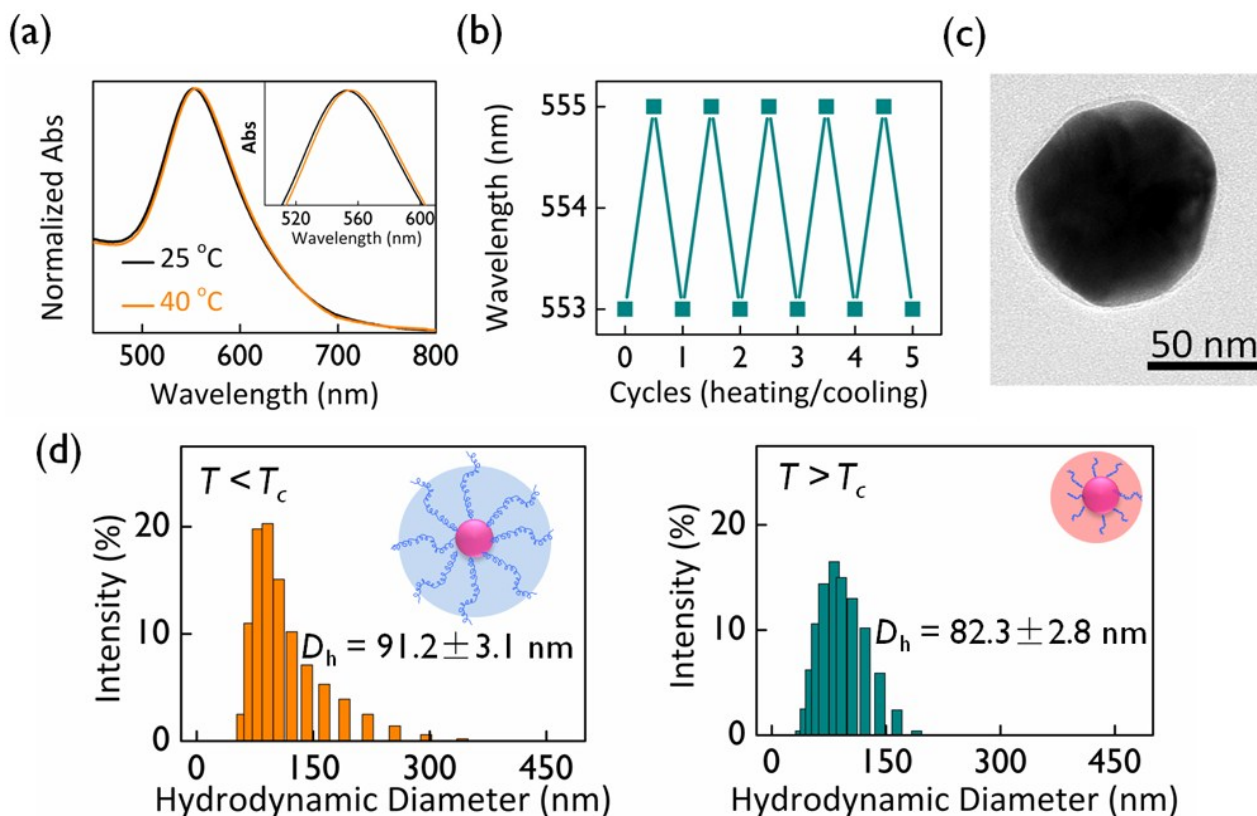 (a)
Normalized Abs
25 °C
40 °C
500 600 700 800
Wavelength (nm)
Abs
520 560 600
Wavelength (nm)
(b)
Wavelength (nm)
555
554
553
0 1 2 3 4 5
Cycles (heating/cooling)
(c)
50 nm
(d)
T < Tc
Intensity (%)
20
10
0
Dh = 91.2 ± 3.1 nm
0 150 300 450
Hydrodynamic Diameter (nm)
T > Tc
Intensity (%)
20
10
0
Dh = 82.3 ± 2.8 nm
0 150 300 450
Hydrodynamic Diameter (nm)